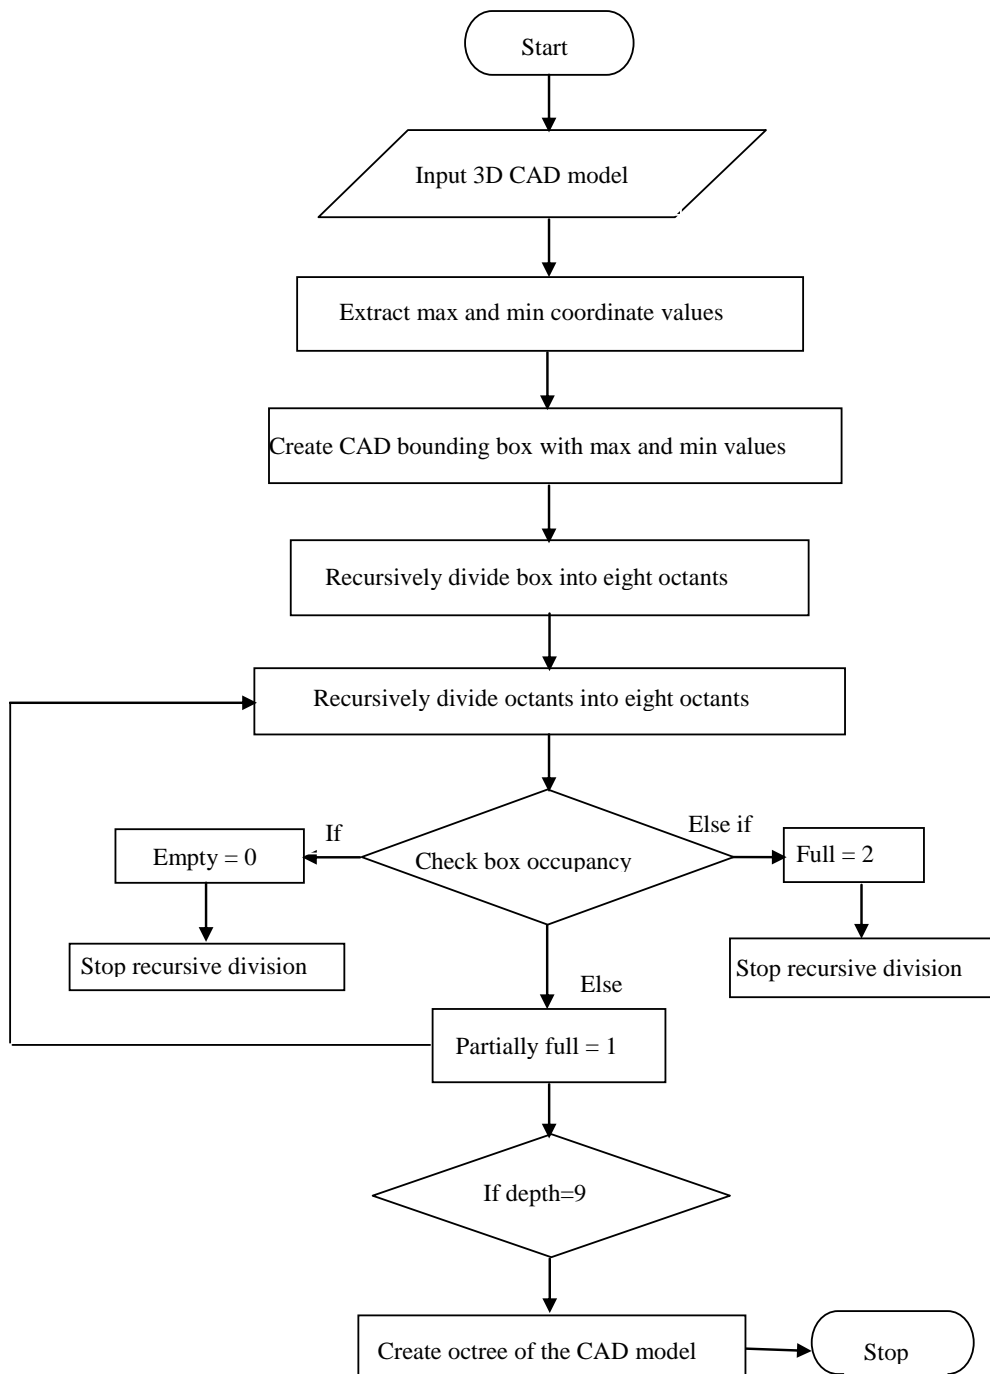 Start
Input 3D CAD model
Extract max and min coordinate values
Create CAD bounding box with max and min values
Recursively divide box into eight octants
Recursively divide octants into eight octants
If
Else if
Empty = 0
Check box occupancy
Full = 2
Stop recursive division
Stop recursive division
Else
Partially full = 1
If depth=9
Create octree of the CAD model
Stop